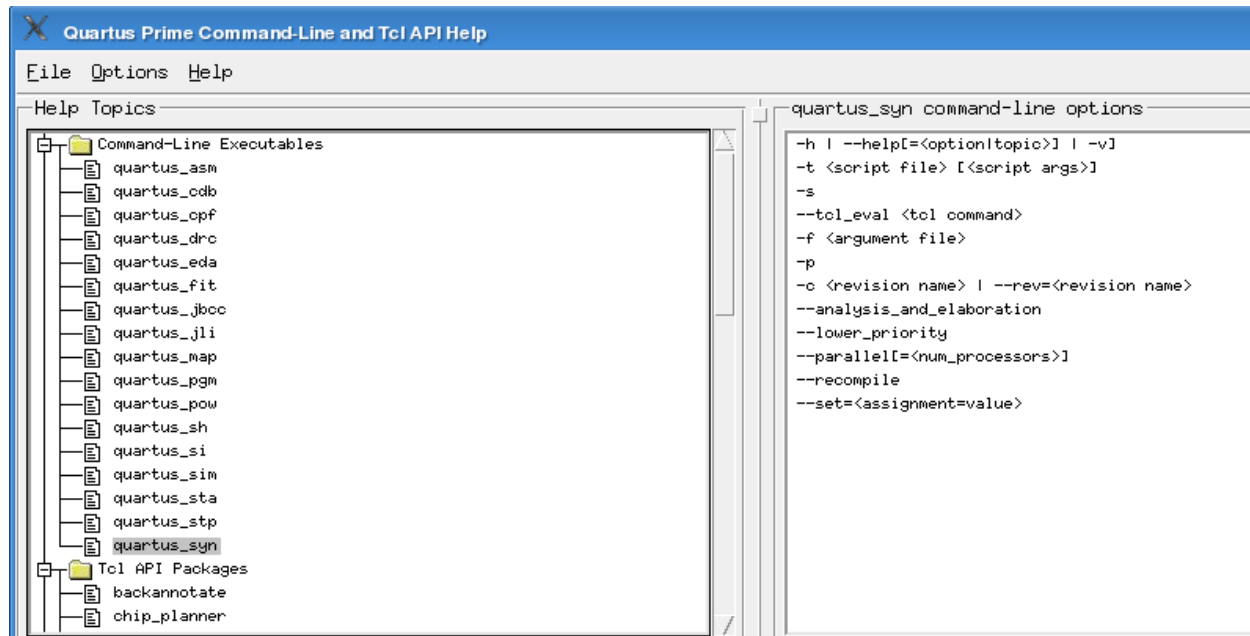 Quartus Prime Command-Line and Tcl API Help
File Options Help
Help Topics
Command-Line Executables
quartus_asm
quartus_cdb
quartus_cpf
quartus_drc
quartus_eda
quartus_fit
quartus_jbcc
quartus_jli
quartus_map
quartus_pgm
quartus_pow
quartus_sh
quartus_si
quartus_sim
quartus_sta
quartus_stp
quartus_syn
Tcl API Packages
backannotate
chip_planner
quartus_syn command-line options
-h | --help[=<option|topic>] | -v]
-t <script file> [<script args>]
-s
--tcl_eval <tcl command>
-f <argument file>
-p
-c <revision name> | --rev=<revision name>
--analysis_and_elaboration
--lower_priority
--parallel[=<num_processors>]
--recompile
--set=<assignment=value>